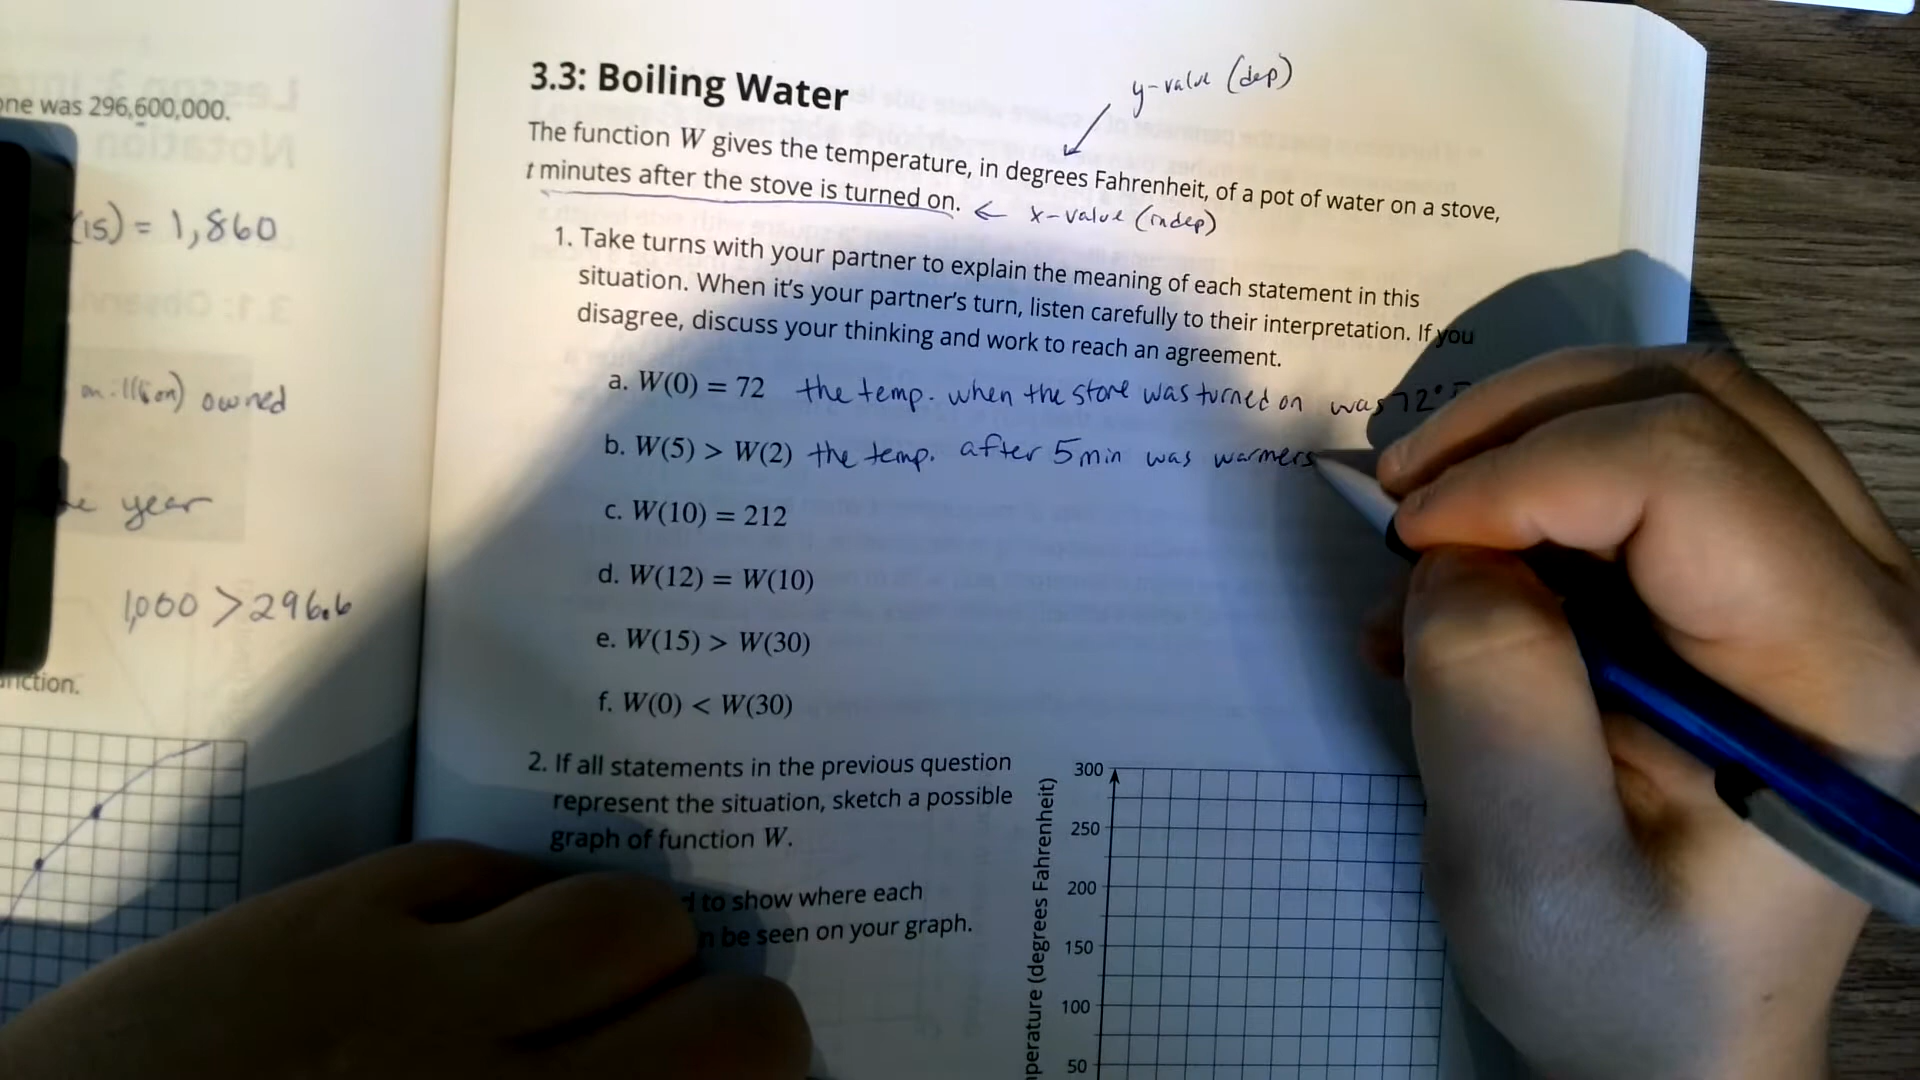 one was 296,600,000.
(15) = 1,860
million) owned
year
1,000 > 296.6
3.3: Boiling Water
y-value (dep)
The function W gives the temperature, in degrees Fahrenheit, of a pot of water on a stove,
t minutes after the stove is turned on. ← x-value (indep)
1. Take turns with your partner to explain the meaning of each statement in this
situation. When it's your partner's turn, listen carefully to their interpretation. If you
disagree, discuss your thinking and work to reach an agreement.
a. W(0) = 72 the temp. when the stove was turned on was 72°F
b. W(5) > W(2) the temp. after 5 min was warmers
c. W(10) = 212
d. W(12) = W(10)
e. W(15) > W(30)
f. W(0) < W(30)
2. If all statements in the previous question
represent the situation, sketch a possible
graph of function W.
to show where each
be seen on your graph.
(degrees Fahrenheit)
300
250
200
150
100
50